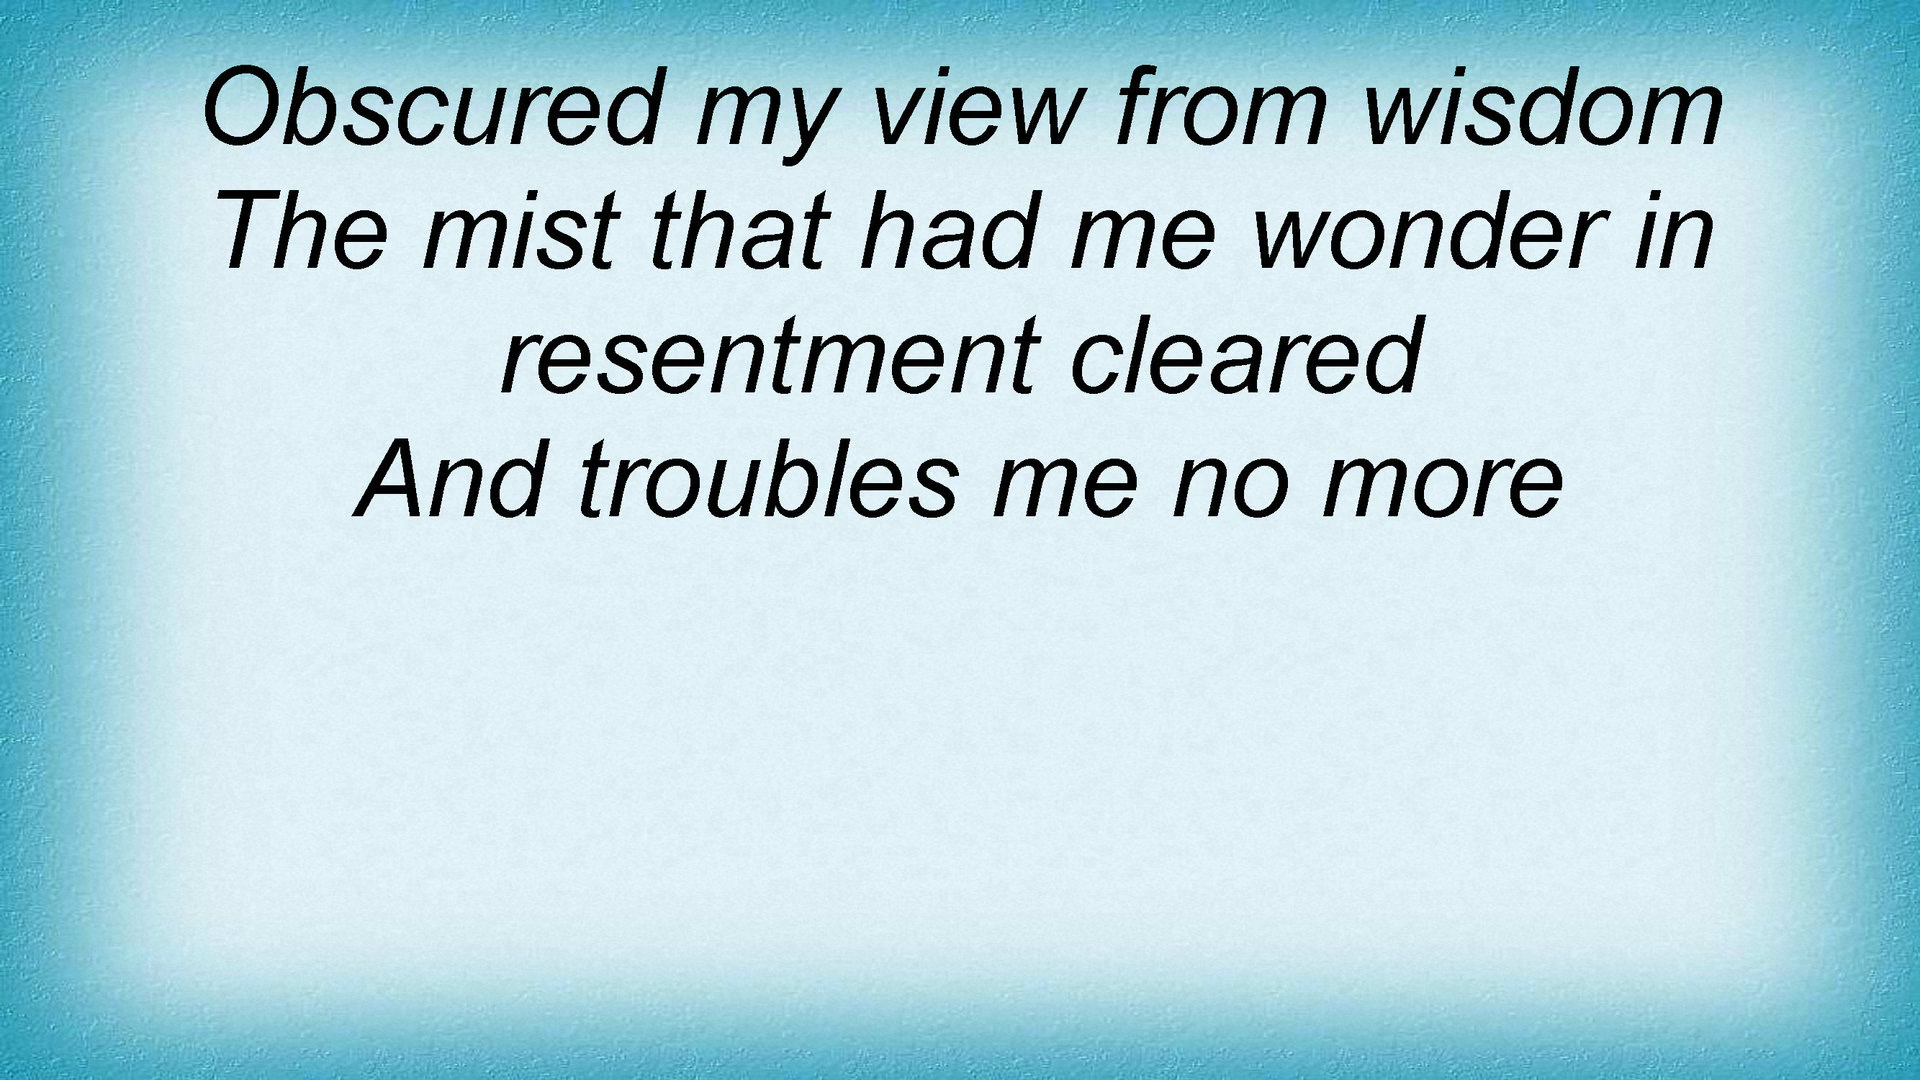 Obscured my view from wisdom
The mist that had me wonder in
resentment cleared
And troubles me no more